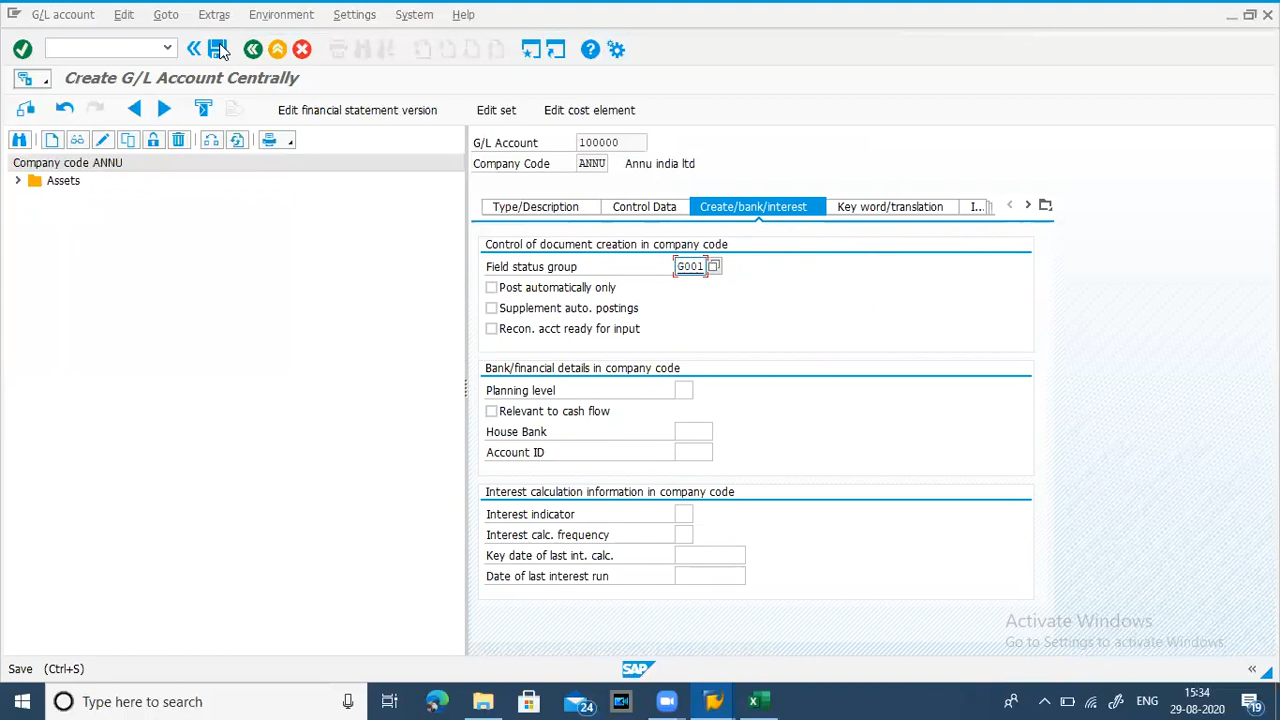 G/L account Edit Goto Extras Environment Settings System Help
Create G/L Account Centrally
Edit financial statement version Edit set Edit cost element
Company code ANNU
Assets
G/L Account 100000
Company Code ANNU Annu india ltd
Type/Description Control Data Create/bank/interest Key word/translation I...
Control of document creation in company code
Field status group G001
Post automatically only
Supplement auto. postings
Recon. acct ready for input
Bank/financial details in company code
Planning level
Relevant to cash flow
House Bank
Account ID
Interest calculation information in company code
Interest indicator
Interest calc. frequency
Key date of last int. calc.
Date of last interest run
Activate Windows
Go to Settings to activate Windows.
Save (Ctrl+S)
SAP
Type here to search
24
ENG
15:34
29-08-2020
19